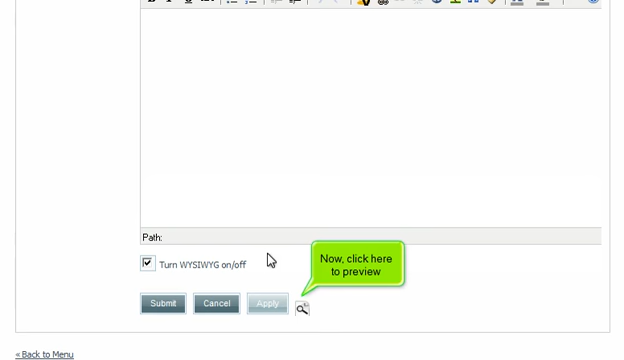 Path:
Turn WYSIWYG on/off
Now, click here
to preview
Submit
Cancel
Apply
« Back to Menu